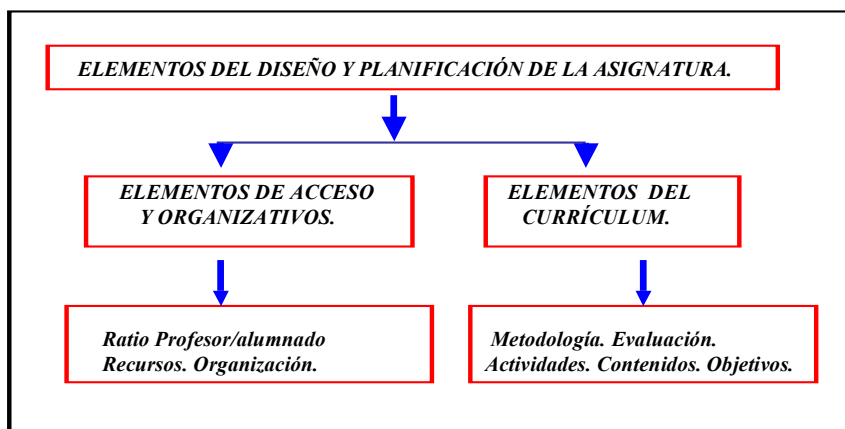 ELEMENTOS DEL DISEÑO Y PLANIFICACIÓN DE LA ASIGNATURA.
ELEMENTOS DE ACCESO
Y ORGANIZATIVOS.
ELEMENTOS DEL
CURRÍCULUM.
Ratio Profesor/alumnado
Recursos. Organización.
Metodología. Evaluación.
Actividades. Contenidos. Objetivos.